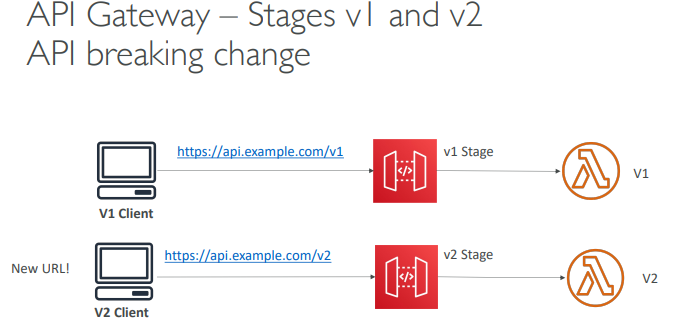 API Gateway – Stages v1 and v2
API breaking change
https://api.example.com/v1
v1 Stage
V1
V1 Client
New URL!
https://api.example.com/v2
v2 Stage
V2
V2 Client